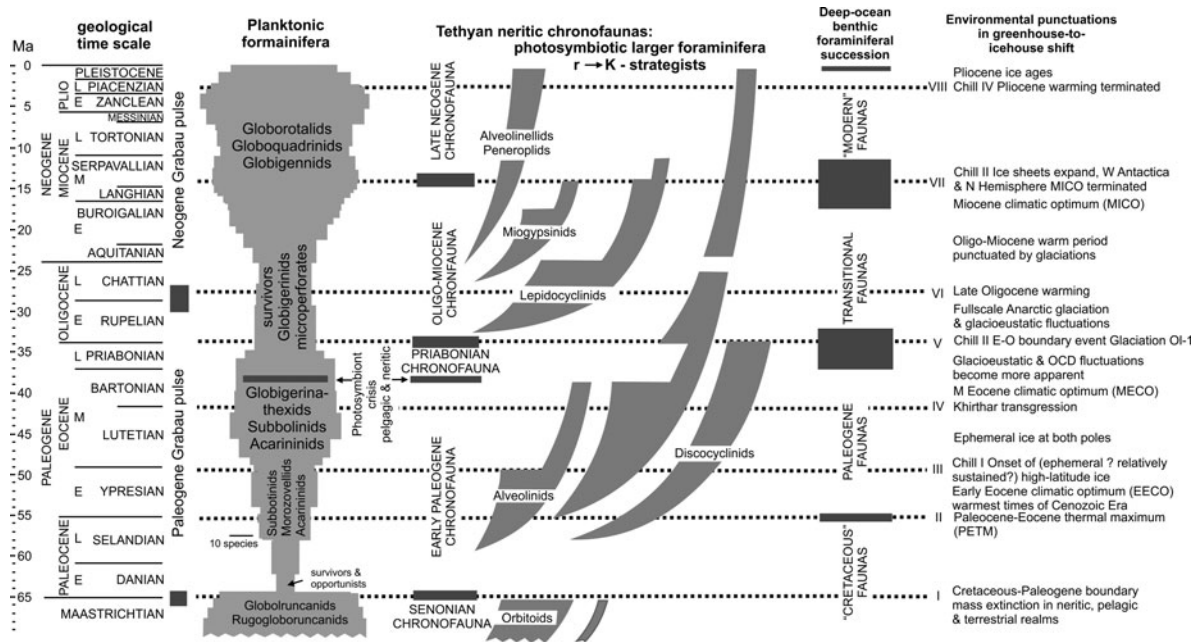 geological
time scale
Planktonic
formainifera
Tethyan neritic chronofaunas:
photosymbiotic larger foraminifera
r → K - strategists
Deep-ocean
benthic
foraminiferal
succession
Environmental punctuations
in greenhouse-to-
icehouse shift
Ma
0
5
10
15
20
25
30
35
40
45
50
55
60
65
NEOGENE
PALEOGENE
PLIO
MIOCENE
OLIGOCENE
EOCENE
PALEOCENE
PLEISTOCENE
L PIACENZIAN
E ZANCLEAN
MESSINIAN
L TORTONIAN
SERPAVALLIAN
M
LANGHIAN
BUROIGALIAN
E
AQUITANIAN
L CHATTIAN
E RUPELIAN
L PRIABONIAN
BARTONIAN
M
LUTETIAN
E YPRESIAN
L SELANDIAN
E DANIAN
MAASTRICHTIAN
Neogene Grabau pulse
Paleogene Grabau pulse
Globorotalids
Globoquadrinids
Globigennids
survivors
Globigerinids
microperforates
Globigerina-
thexids
Subbolinids
Acarininids
Subbotinids
Morozovellids
Acarininids
10 species
survivors &
opportunists
Globolruncanids
Rugogloboruncanids
Photosymbiont
crisis
pelagic & neritic
LATE NEOGENE
CHRONOFAUNA
OLIGO-MIOCENE
CHRONFAUNA
PRIABONIAN
CHRONOFAUNA
EARLY PALEOGENE
CHRONOFAUNA
SENONIAN
CHRONOFAUNA
Alveolinellids
Peneroplids
Miogypsinids
Lepidocyclinids
Discocyclinids
Alveolinids
Orbitoids
"MODERN"
FAUNAS
TRANSITIONAL
FAUNAS
PALEOGENE
FAUNAS
"CRETACEOUS"
FAUNAS
Pliocene ice ages
VIII Chill IV Pliocene warming terminated
VII Chill II Ice sheets expand, W Antactica
& N Hemisphere MICO terminated
Miocene climatic optimum (MICO)
Oligo-Miocene warm period
punctuated by glaciations
VI Late Oligocene warming
Fullscale Anarctic glaciation
& glacioeustatic fluctuations
V Chill II E-O boundary event Glaciation OI-1
Glacioeustatic & OCD fluctuations
become more apparent
M Eocene climatic optimum (MECO)
IV Khirthar transgression
Ephemeral ice at both poles
III Chill I Onset of (ephemeral ? relatively
sustained?) high-latitude ice
Early Eocene climatic optimum (EECO)
warmest times of Cenozoic Era
II Paleocene-Eocene thermal maximum
(PETM)
I Cretaceous-Paleogene boundary
mass extinction in neritic, pelagic
& terrestrial realms